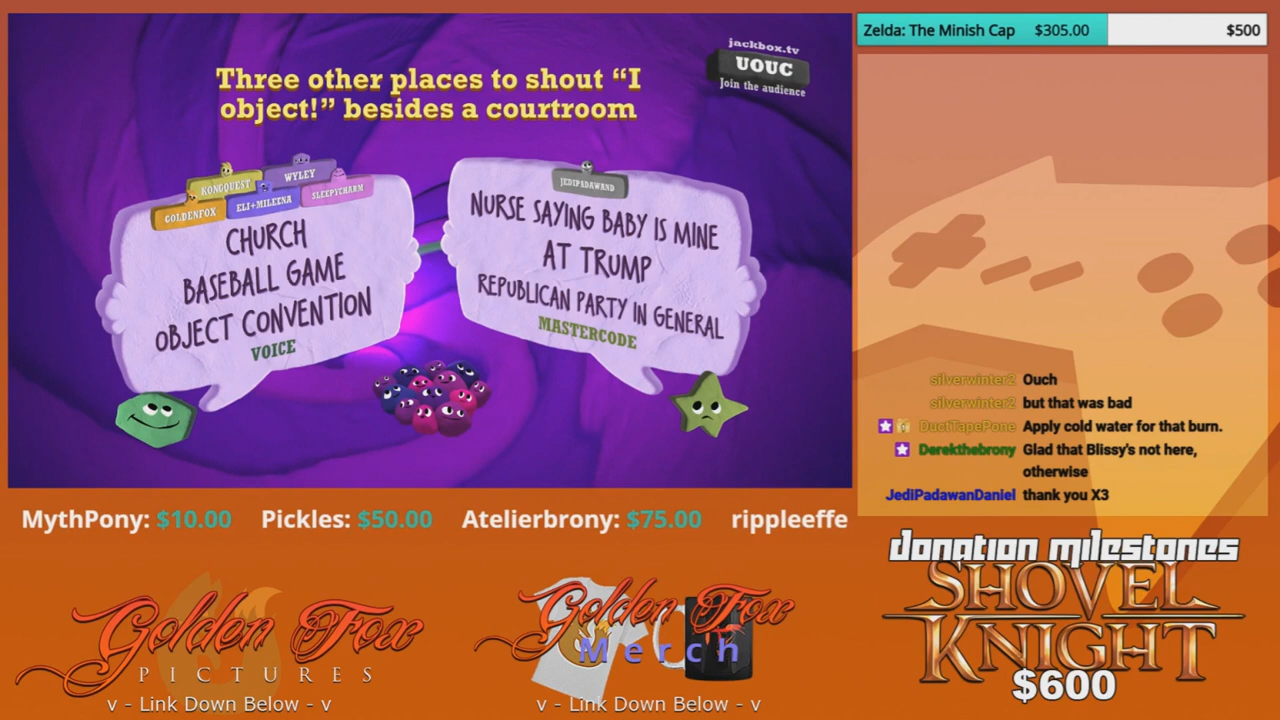 Three other places to shout “I
object!” besides a courtroom
jackbox.tv
UOUC
Join the audience
KONGQUEST
WYLEY
GOLDENFOX
ELI+MILEENA
SLEEPYCHARM
CHURCH
BASEBALL GAME
OBJECT CONVENTION
VOICE
JEDIPADAWAND
NURSE SAYING BABY IS MINE
AT TRUMP
REPUBLICAN PARTY IN GENERAL
MASTERCODE
Zelda: The Minish Cap $305.00 $500
silverwinter2 Ouch
silverwinter2 but that was bad
DuctTapePone Apply cold water for that burn.
Derekthebrony Glad that Blissy's not here,
otherwise
JediPadawanDaniel thank you X3
MythPony: $10.00 Pickles: $50.00 Atelierbrony: $75.00 rippleeffe
Golden Fox
PICTURES
v - Link Down Below - v
Golden Fox
Merch
v - Link Down Below - v
donation milestones
SHOVEL
KNIGHT
$600